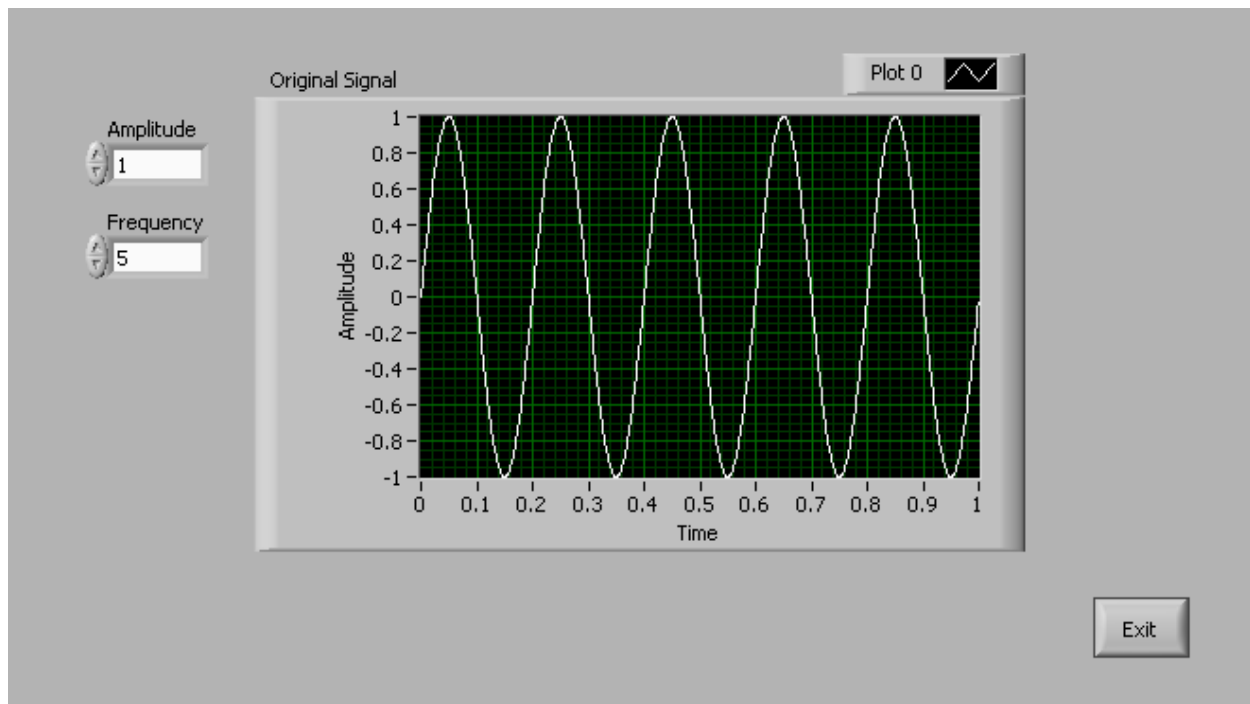 Plot 0
Original Signal
Amplitude
1
Frequency
5
Amplitude
1
0.8
0.6
0.4
0.2
0
-0.2
-0.4
-0.6
-0.8
-1
0 0.1 0.2 0.3 0.4 0.5 0.6 0.7 0.8 0.9 1
Time
Exit